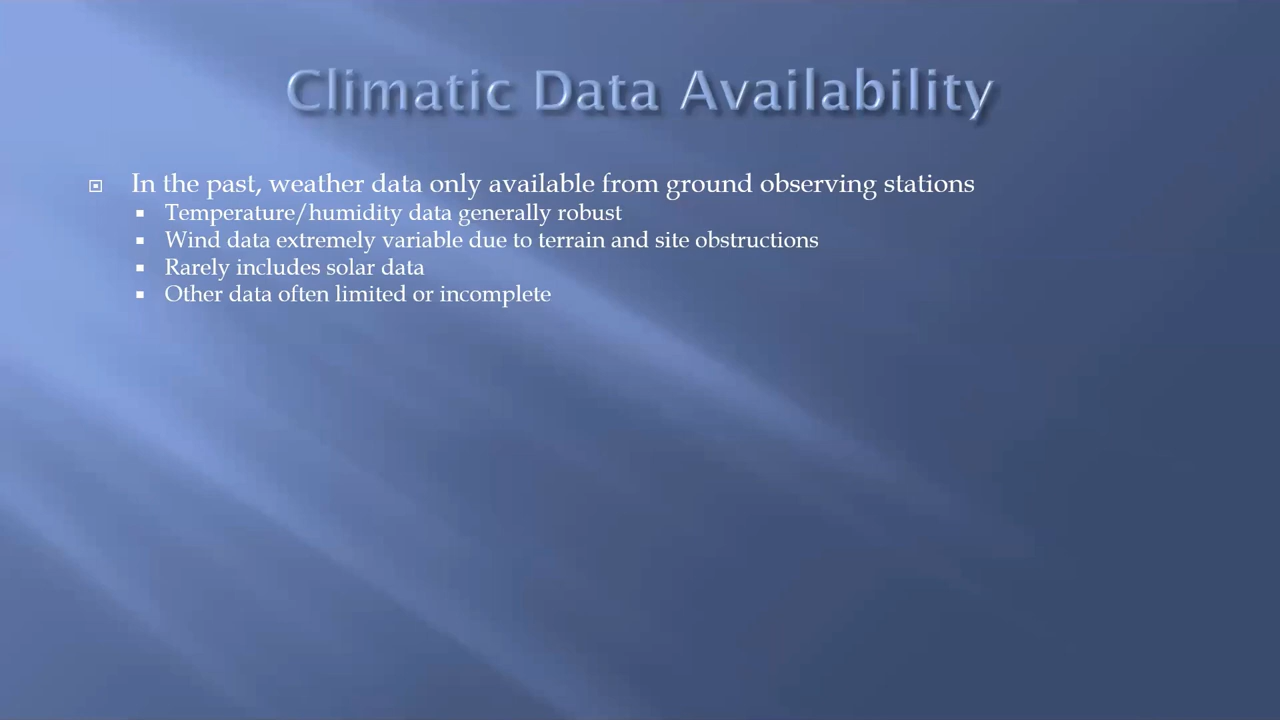 Climatic Data Availability
In the past, weather data only available from ground observing stations
Temperature/humidity data generally robust
Wind data extremely variable due to terrain and site obstructions
Rarely includes solar data
Other data often limited or incomplete